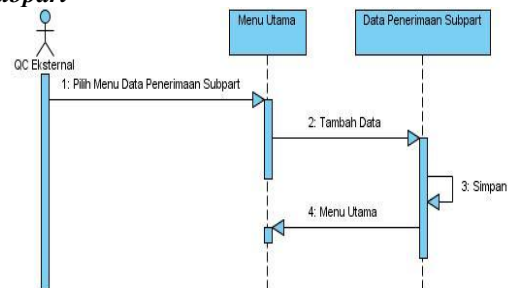 subpart
Menu Utama
Data Penerimaan Subpart
QC Eksternal
1: Pilih Menu Data Penerimaan Subpart
2: Tambah Data
3: Simpan
4: Menu Utama